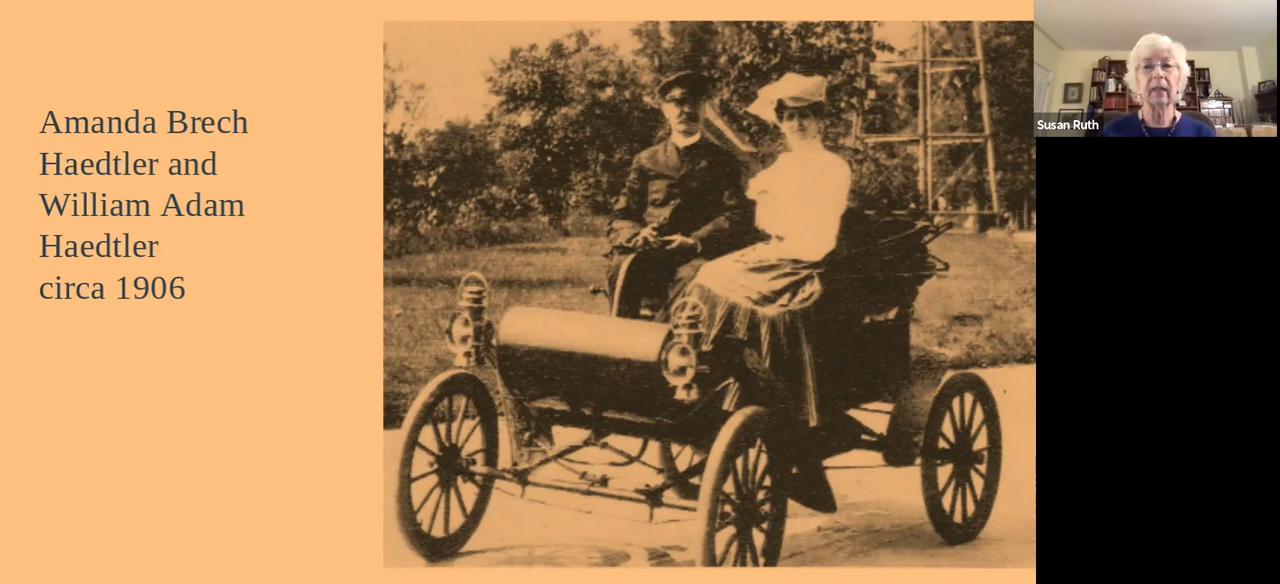 Amanda Brech
Haedtler and
William Adam
Haedtler
circa 1906
Susan Ruth